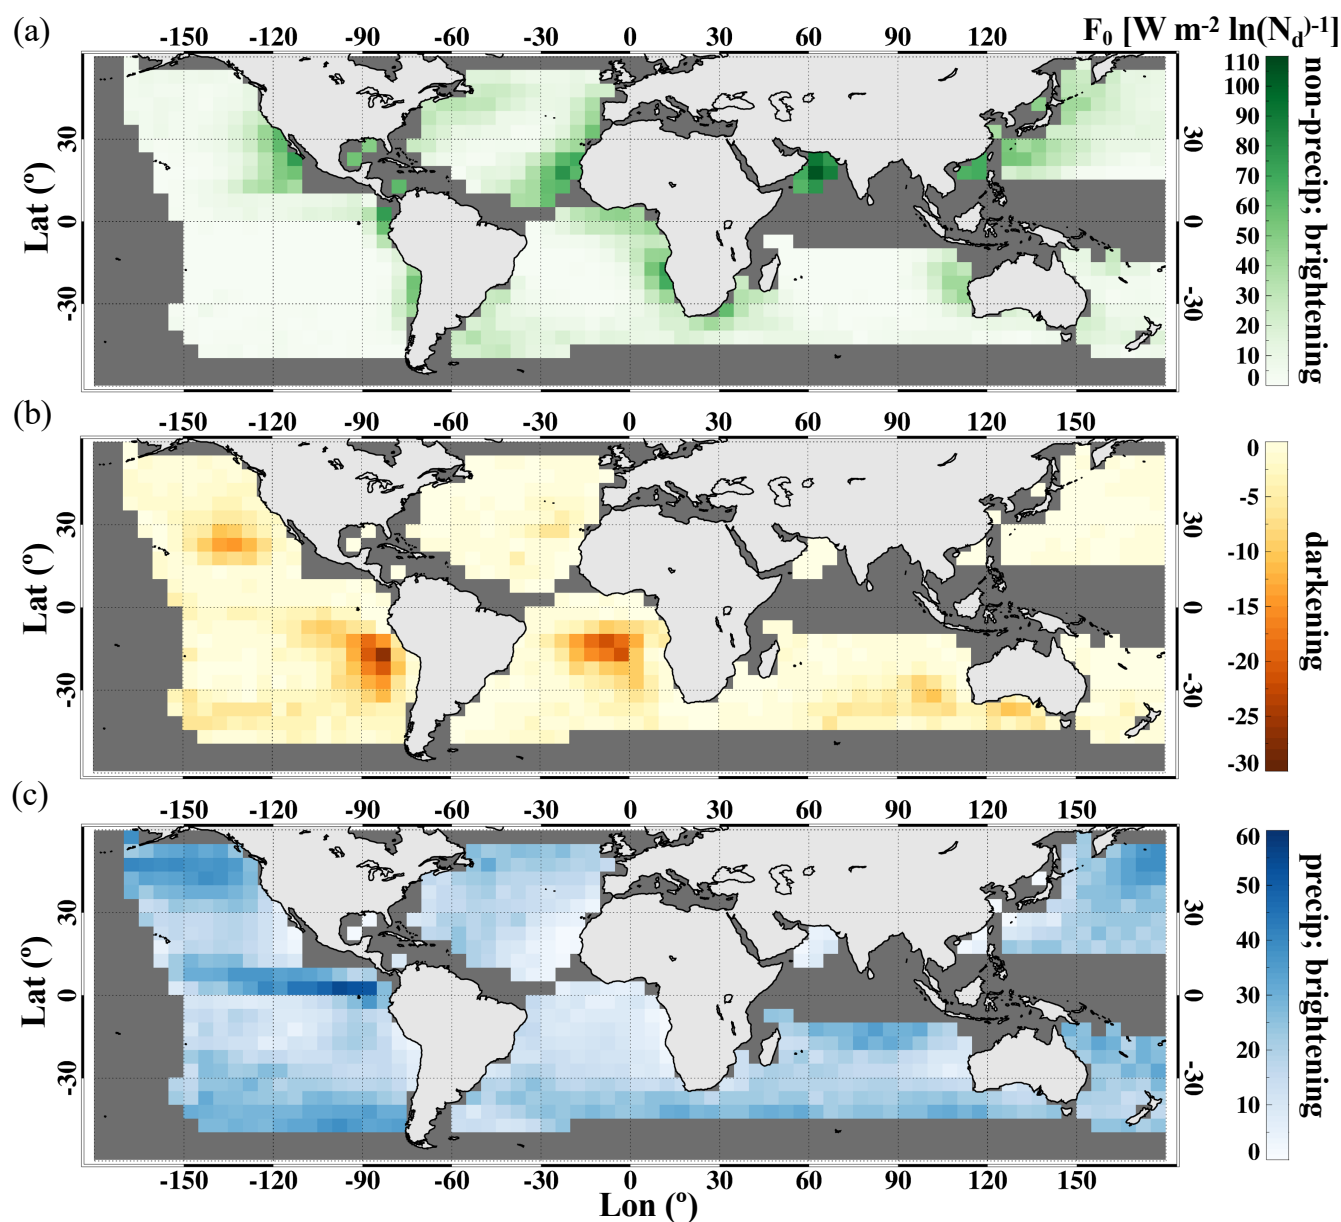 (a)
F₀ [W m⁻² ln(N_d)⁻¹]
-150 -90 -30 30 90 150
-120 -60 0 60 120
Lat (º)
30 0 -30
30 0 -30
110 100 90 80 70 60 50 40 30 20 10 0
non-precip; brightening
(b)
-150 -120 -90 -60 -30 0 30 60 90 120 150
Lat (º)
30 0 -30
30 0 -30
0 -5 -10 -15 -20 -25 -30
darkening
(c)
-150 -120 -90 -60 -30 0 30 60 90 120 150
Lat (º)
30 0 -30
30 0 -30
60 50 40 30 20 10 0
precip; brightening
-150 -120 -90 -60 -30 0 30 60 90 120 150
Lon (º)